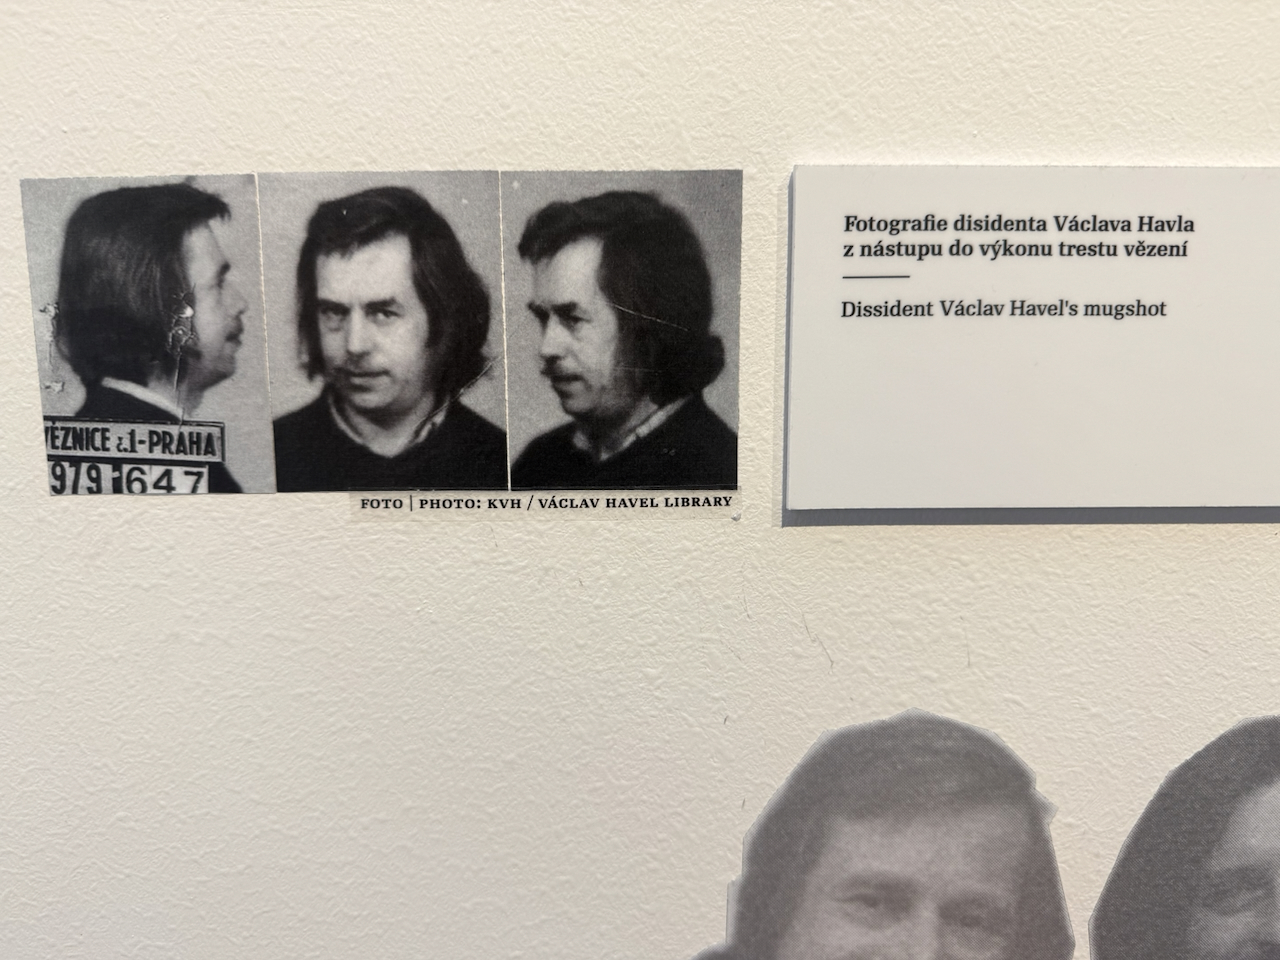 VĚZNICE č.1-PRAHA
979 647
FOTO | PHOTO: KVH / VÁCLAV HAVEL LIBRARY
Fotografie disidenta Václava Havla
z nástupu do výkonu trestu vězení
Dissident Václav Havel's mugshot